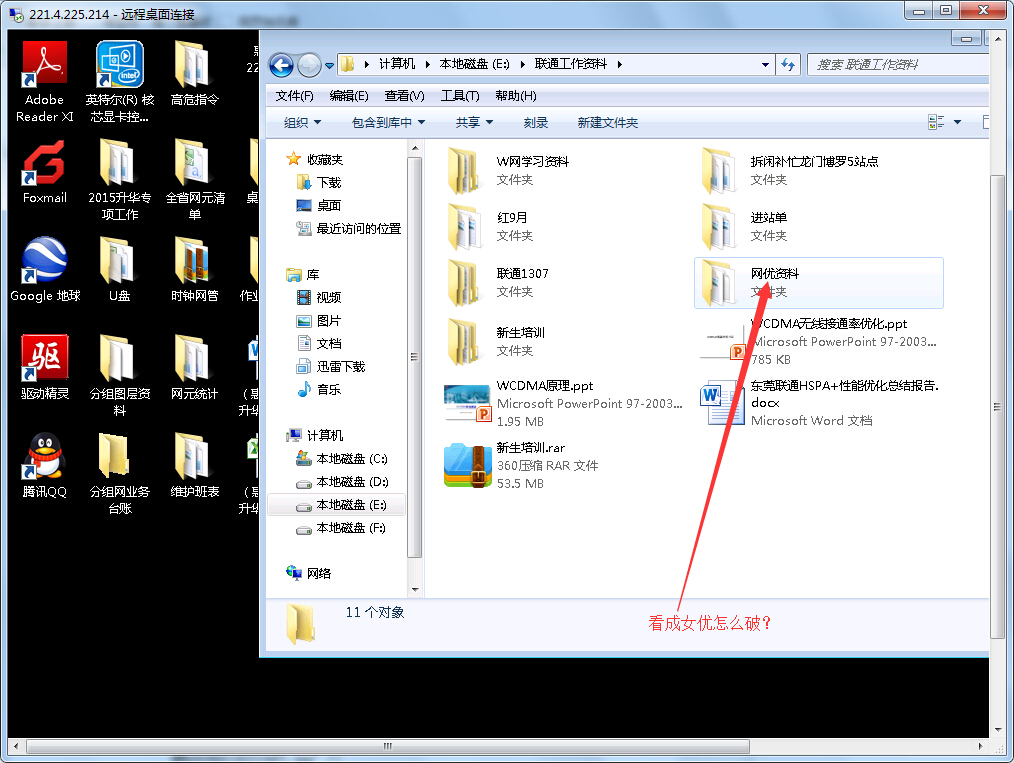 221.4.225.214 - 远程桌面连接
Adobe Reader XI
英特尔(R) 核芯显卡控...
高危指令
Foxmail
2015升华专项工作
全省网元清单
Google 地球
U盘
时钟网管
作业
驱动精灵
分组图层资料
网元统计
腾讯QQ
分组网业务台账
维护班表
计算机
本地磁盘 (E:)
联通工作资料
搜索 联通工作资料
文件(F) 编辑(E) 查看(V) 工具(T) 帮助(H)
组织 包含到库中 共享 刻录 新建文件夹
收藏夹
下载
桌面
最近访问的位置
库
视频
图片
文档
迅雷下载
音乐
计算机
本地磁盘 (C:)
本地磁盘 (D:)
本地磁盘 (E:)
本地磁盘 (F:)
网络
W网学习资料
文件夹
拆闲补忙龙门博罗5站点
文件夹
红9月
文件夹
进站单
文件夹
联通1307
文件夹
网优资料
文件夹
新生培训
文件夹
WCDMA无线接通率优化.ppt
Microsoft PowerPoint 97-2003...
785 KB
WCDMA原理.ppt
Microsoft PowerPoint 97-2003...
1.95 MB
东莞联通HSPA+性能优化总结报告.docx
Microsoft Word 文档
新生培训.rar
360压缩 RAR 文件
53.5 MB
看成女优怎么破?
11 个对象